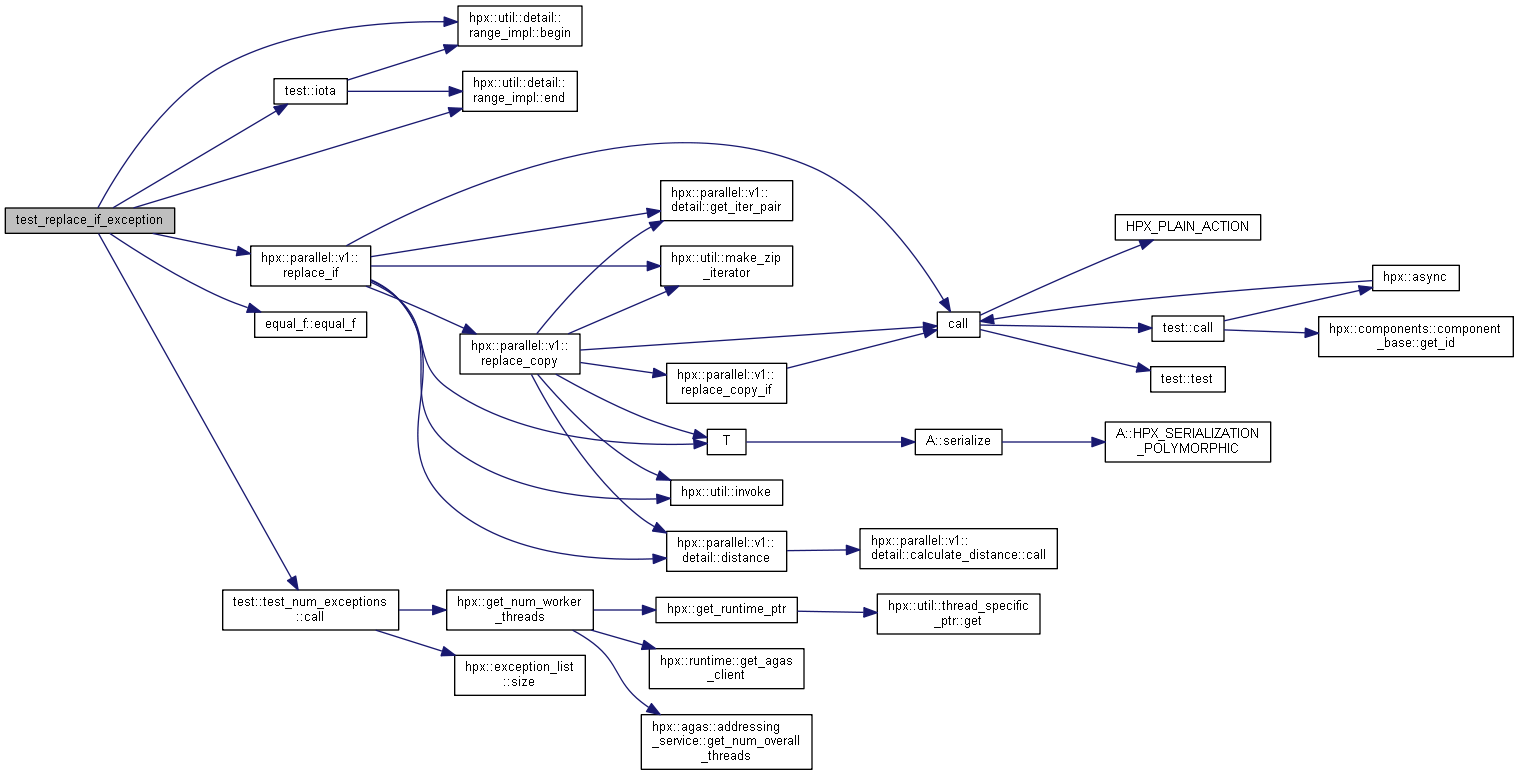 hpx::util::detail::
range_impl::begin
test::iota
hpx::util::detail::
range_impl::end
test_replace_if_exception
hpx::parallel::v1::
replace_if
equal_f::equal_f
hpx::parallel::v1::
detail::get_iter_pair
hpx::util::make_zip
_iterator
hpx::parallel::v1::
replace_copy
hpx::parallel::v1::
replace_copy_if
call
HPX_PLAIN_ACTION
hpx::async
test::call
hpx::components::component
_base::get_id
test::test
T
A::serialize
A::HPX_SERIALIZATION
_POLYMORPHIC
hpx::util::invoke
hpx::parallel::v1::
detail::distance
hpx::parallel::v1::
detail::calculate_distance::call
test::test_num_exceptions
::call
hpx::get_num_worker
_threads
hpx::get_runtime_ptr
hpx::util::thread_specific
_ptr::get
hpx::exception_list
::size
hpx::runtime::get_agas
_client
hpx::agas::addressing
_service::get_num_overall
_threads